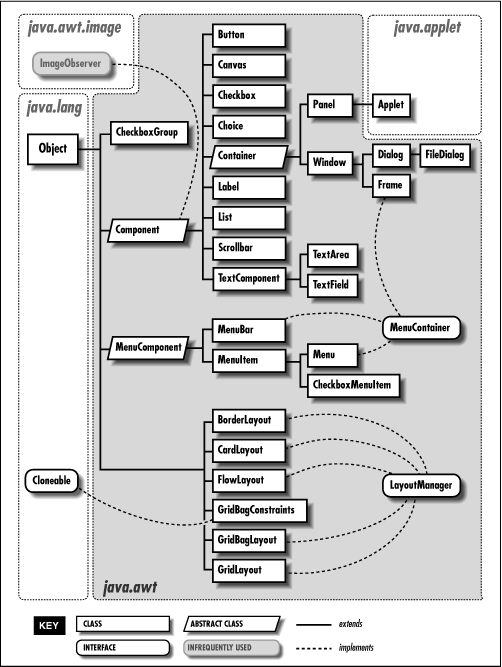 java.awt.image
java.applet
ImageObserver
java.lang
Object
Cloneable
CheckboxGroup
Component
MenuComponent
Button
Canvas
Checkbox
Choice
Container
Label
List
Scrollbar
TextComponent
Panel
Applet
Window
Dialog
FileDialog
Frame
TextArea
TextField
MenuBar
MenuItem
Menu
CheckboxMenuItem
MenuContainer
BorderLayout
CardLayout
FlowLayout
GridBagConstraints
GridBagLayout
GridLayout
LayoutManager
java.awt
KEY
CLASS
ABSTRACT CLASS
extends
INTERFACE
INFREQUENTLY USED
implements